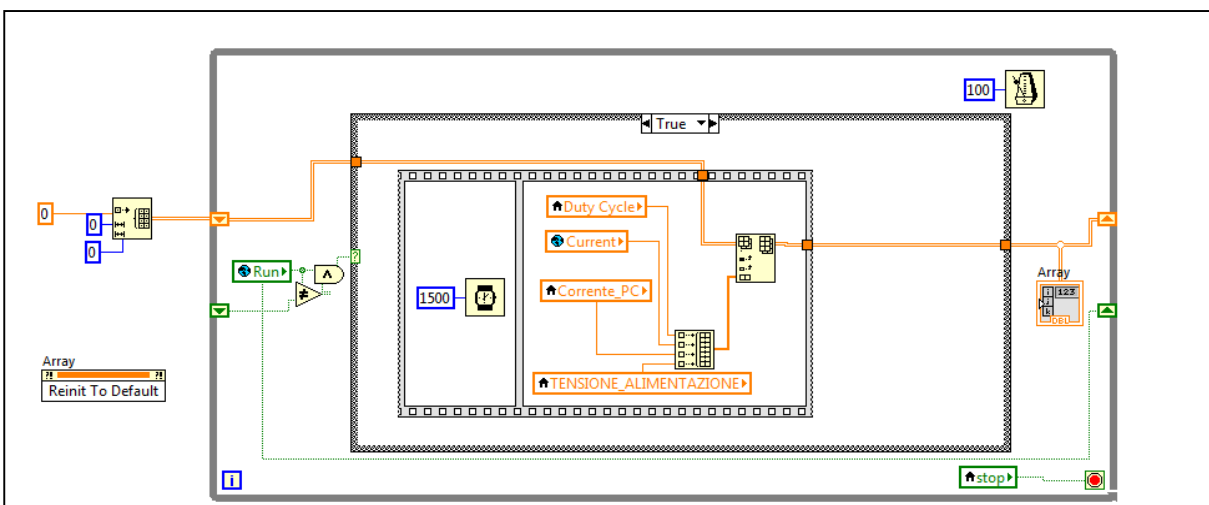 100
True
0
0
0
Duty Cycle
Current
Run
?
Array
123
i
j
k
DBL
1500
Corrente_PC
Array
?!
?!
Reinit To Default
TENSIONE_ALIMENTAZIONE
i
stop